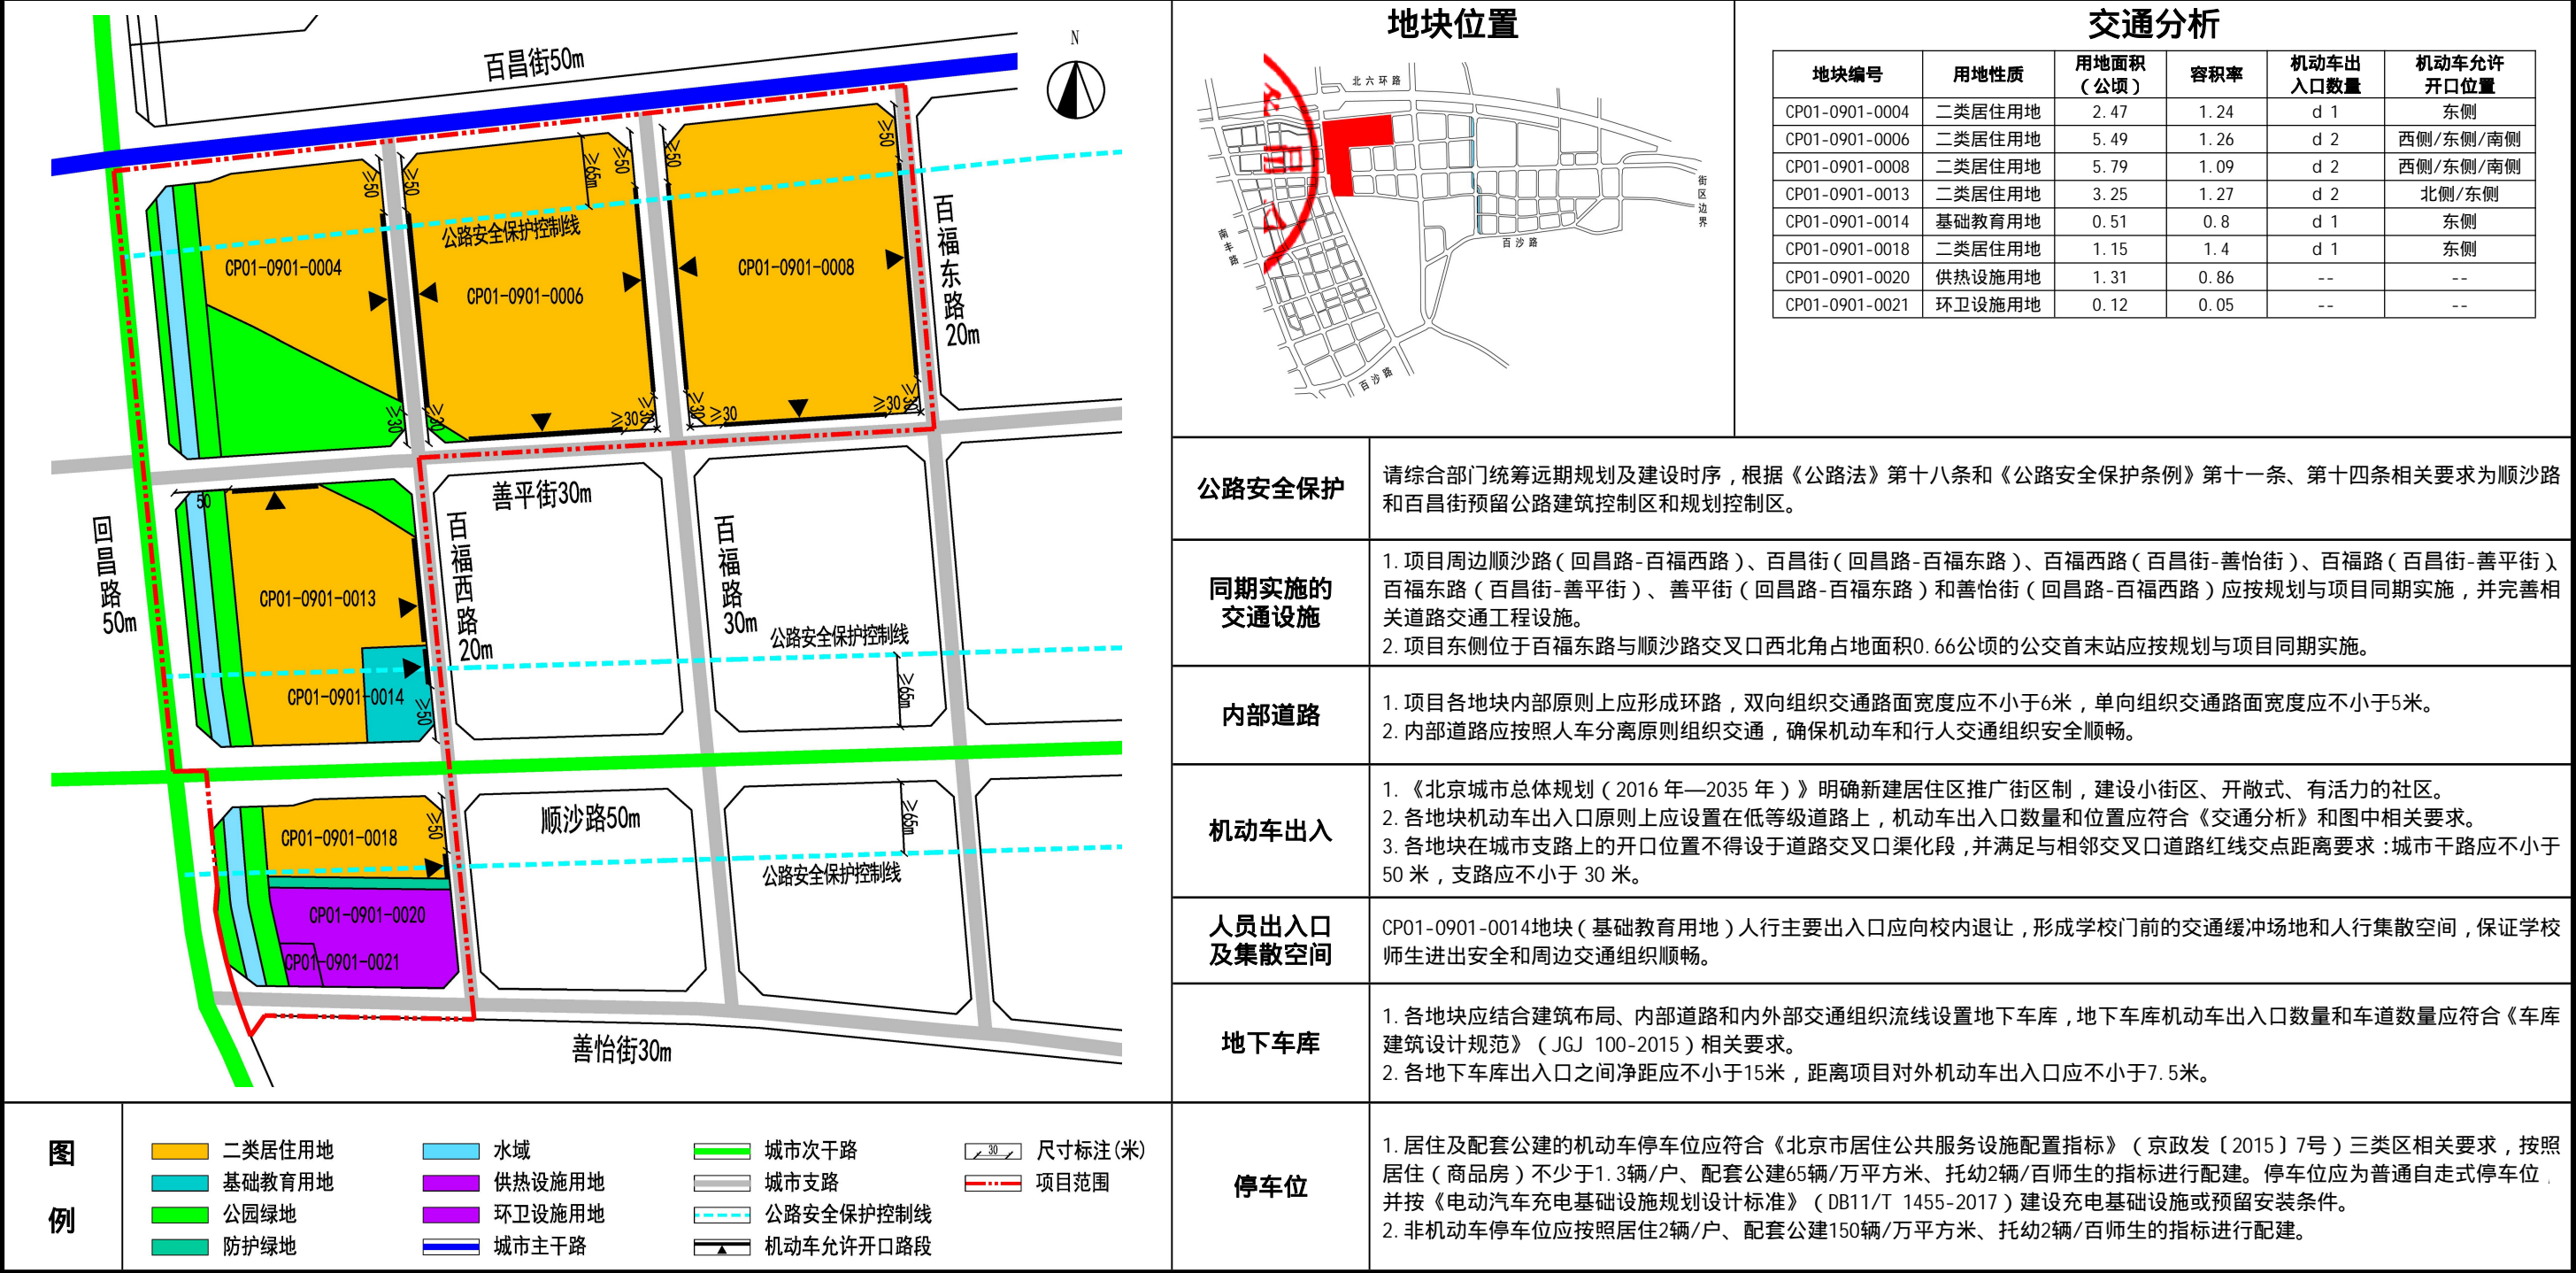 百昌街50m
N
≥50
≥50
≥65m
≥50
≥50
≥50
公路安全保护控制线
CP01-0901-0004
CP01-0901-0006
CP01-0901-0008
百福东路20m
≥30
≥30
≥30
≥30
≥30
≥30
≥30
≥30
50
善平街30m
回昌路50m
百福西路20m
百福路30m
CP01-0901-0013
公路安全保护控制线
CP01-0901-0014
≥50
≥65m
顺沙路50m
CP01-0901-0018
≥50
≥65m
公路安全保护控制线
CP01-0901-0020
CP01-0901-0021
善怡街30m
图例
二类居住用地
基础教育用地
公园绿地
防护绿地
水域
供热设施用地
环卫设施用地
城市主干路
城市次干路
城市支路
公路安全保护控制线
机动车允许开口路段
30
尺寸标注(米)
项目范围
地块位置
北六环路
南丰路
百沙路
百沙路
街区边界
交通分析
地块编号 用地性质 用地面积（公顷） 容积率 机动车出入口数量 机动车允许开口位置
CP01-0901-0004 二类居住用地 2.47 1.24 d 1 东侧
CP01-0901-0006 二类居住用地 5.49 1.26 d 2 西侧/东侧/南侧
CP01-0901-0008 二类居住用地 5.79 1.09 d 2 西侧/东侧/南侧
CP01-0901-0013 二类居住用地 3.25 1.27 d 2 北侧/东侧
CP01-0901-0014 基础教育用地 0.51 0.8 d 1 东侧
CP01-0901-0018 二类居住用地 1.15 1.4 d 1 东侧
CP01-0901-0020 供热设施用地 1.31 0.86 -- --
CP01-0901-0021 环卫设施用地 0.12 0.05 -- --
公路安全保护
请综合部门统筹远期规划及建设时序，根据《公路法》第十八条和《公路安全保护条例》第十一条、第十四条相关要求为顺沙路
和百昌街预留公路建筑控制区和规划控制区。
同期实施的
交通设施
1.项目周边顺沙路（回昌路-百福西路）、百昌街（回昌路-百福东路）、百福西路（百昌街-善怡街）、百福路（百昌街-善平街）、
百福东路（百昌街-善平街）、善平街（回昌路-百福东路）和善怡街（回昌路-百福西路）应按规划与项目同期实施，并完善相
关道路交通工程设施。
2.项目东侧位于百福东路与顺沙路交叉口西北角占地面积0.66公顷的公交首末站应按规划与项目同期实施。
内部道路
1.项目各地块内部原则上应形成环路，双向组织交通路面宽度应不小于6米，单向组织交通路面宽度应不小于5米。
2.内部道路应按照人车分离原则组织交通，确保机动车和行人交通组织安全顺畅。
机动车出入
1.《北京城市总体规划（2016 年—2035 年）》明确新建居住区推广街区制，建设小街区、开敞式、有活力的社区。
2.各地块机动车出入口原则上应设置在低等级道路上，机动车出入口数量和位置应符合《交通分析》和图中相关要求。
3.各地块在城市支路上的开口位置不得设于道路交叉口渠化段，并满足与相邻交叉口道路红线交点距离要求：城市干路应不小于
50 米，支路应不小于 30 米。
人员出入口
及集散空间
CP01-0901-0014地块（基础教育用地）人行主要出入口应向校内退让，形成学校门前的交通缓冲场地和人行集散空间，保证学校
师生进出安全和周边交通组织顺畅。
地下车库
1.各地块应结合建筑布局、内部道路和内外部交通组织流线设置地下车库，地下车库机动车出入口数量和车道数量应符合《车库
建筑设计规范》（JGJ 100-2015）相关要求。
2.各地下车库出入口之间净距应不小于15米，距离项目对外机动车出入口应不小于7.5米。
停车位
1.居住及配套公建的机动车停车位应符合《北京市居住公共服务设施配置指标》（京政发〔2015〕7号）三类区相关要求，按照
居住（商品房）不少于1.3辆/户、配套公建65辆/万平方米、托幼2辆/百师生的指标进行配建。停车位应为普通自走式停车位，
并按《电动汽车充电基础设施规划设计标准》（DB11/T 1455-2017）建设充电基础设施或预留安装条件。
2.非机动车停车位应按照居住2辆/户、配套公建150辆/万平方米、托幼2辆/百师生的指标进行配建。